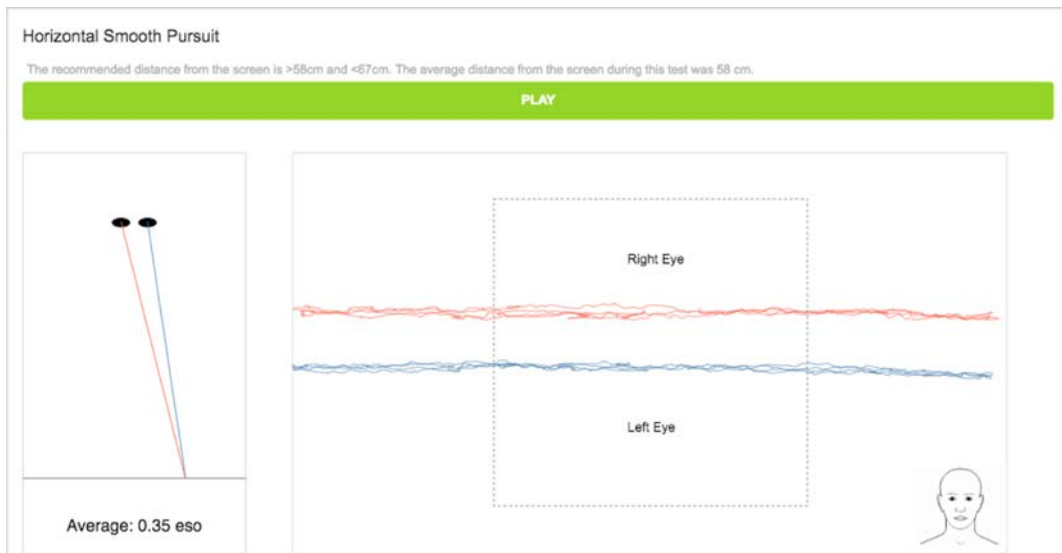 Horizontal Smooth Pursuit
The recommended distance from the screen is >58cm and <67cm. The average distance from the screen during this test was 58 cm.
PLAY
Right Eye
Left Eye
Average: 0.35 eso